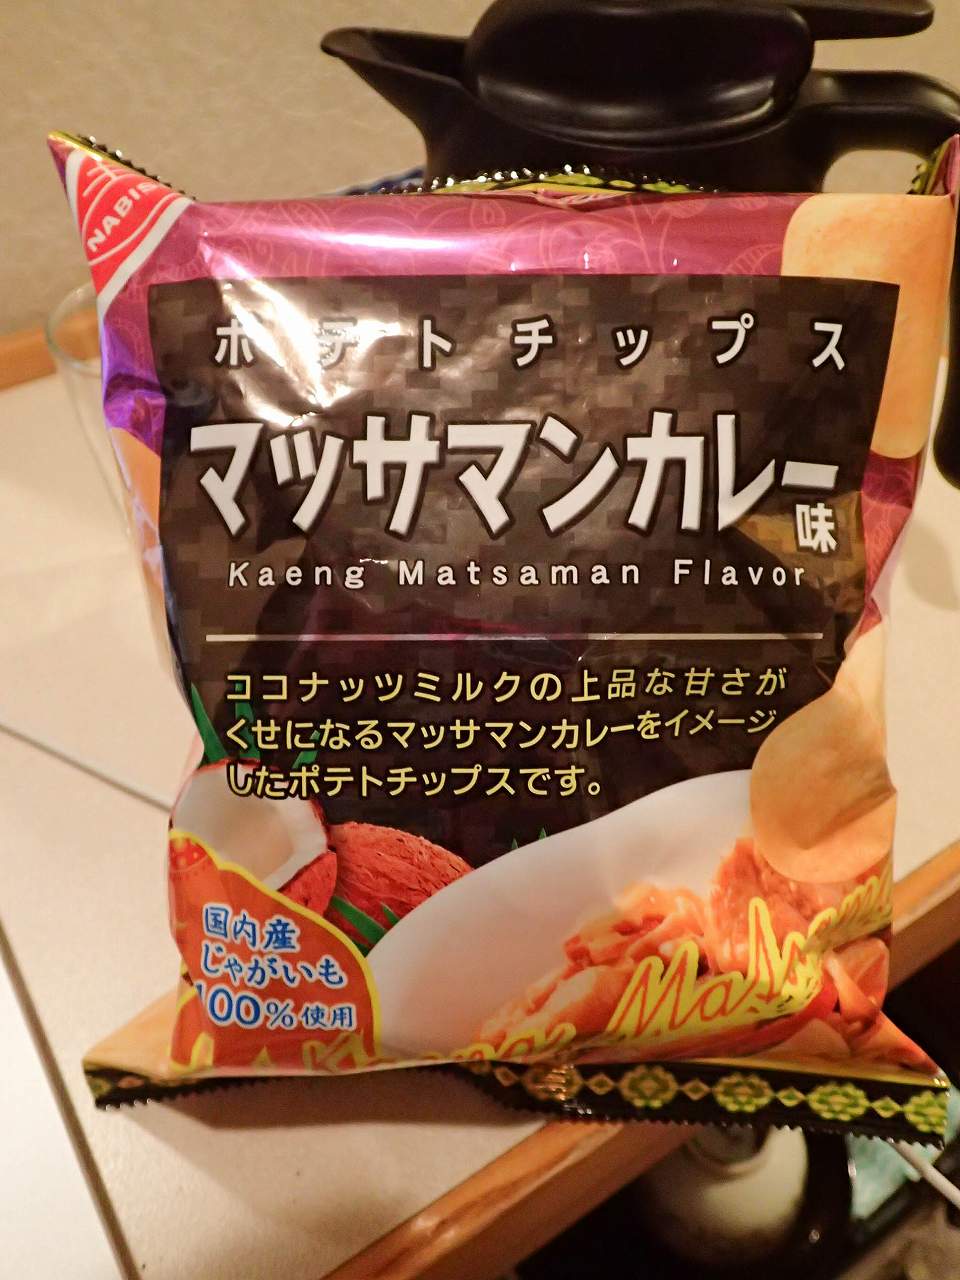 NABIS
ポテトチップス
マッサマンカレー味
Kaeng Matsaman Flavor
ココナッツミルクの上品な甘さが
くせになるマッサマンカレーをイメージ
したポテトチップスです。
国内産
じゃがいも
100%使用